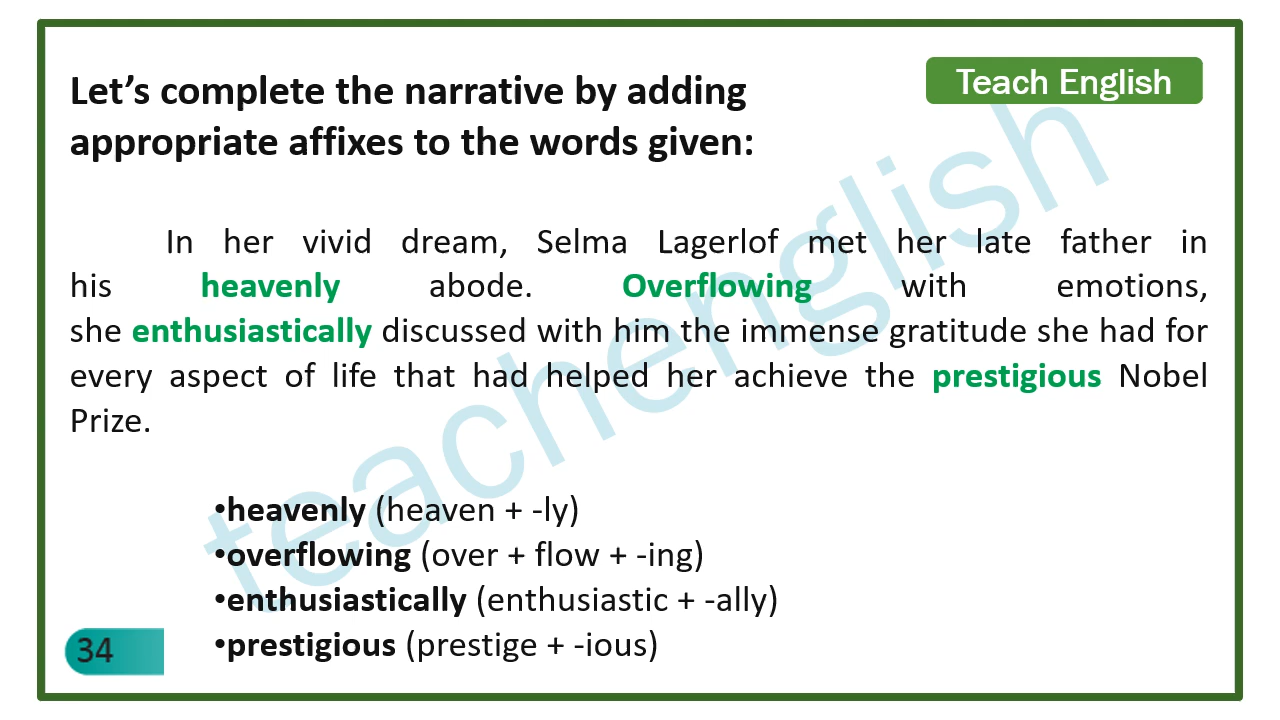 Let’s complete the narrative by adding
appropriate affixes to the words given:
Teach English
In her vivid dream, Selma Lagerlof met her late father in
his heavenly abode. Overflowing with emotions,
she enthusiastically discussed with him the immense gratitude she had for
every aspect of life that had helped her achieve the prestigious Nobel
Prize.
•heavenly (heaven + -ly)
•overflowing (over + flow + -ing)
•enthusiastically (enthusiastic + -ally)
•prestigious (prestige + -ious)
34
teachenglish